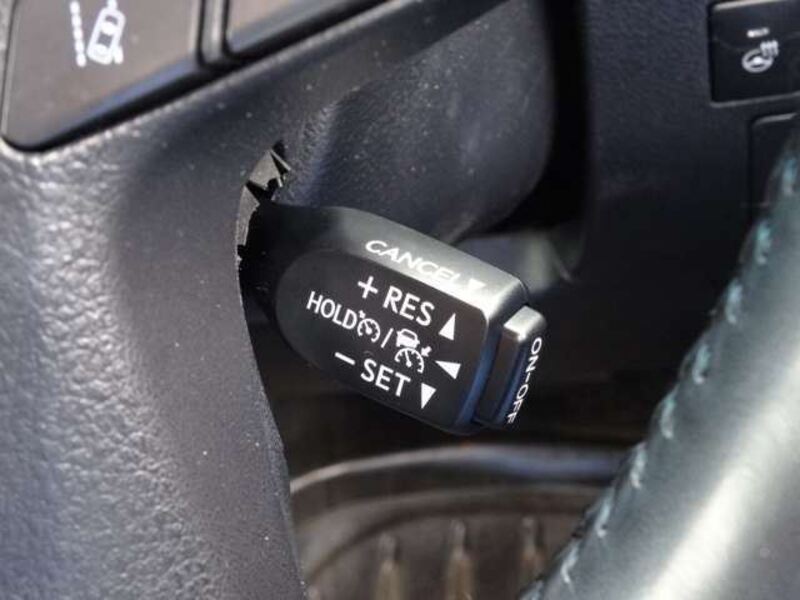 CANCEL ▼
+ RES ▲
HOLD / ◀
– SET ▼
ON-OFF